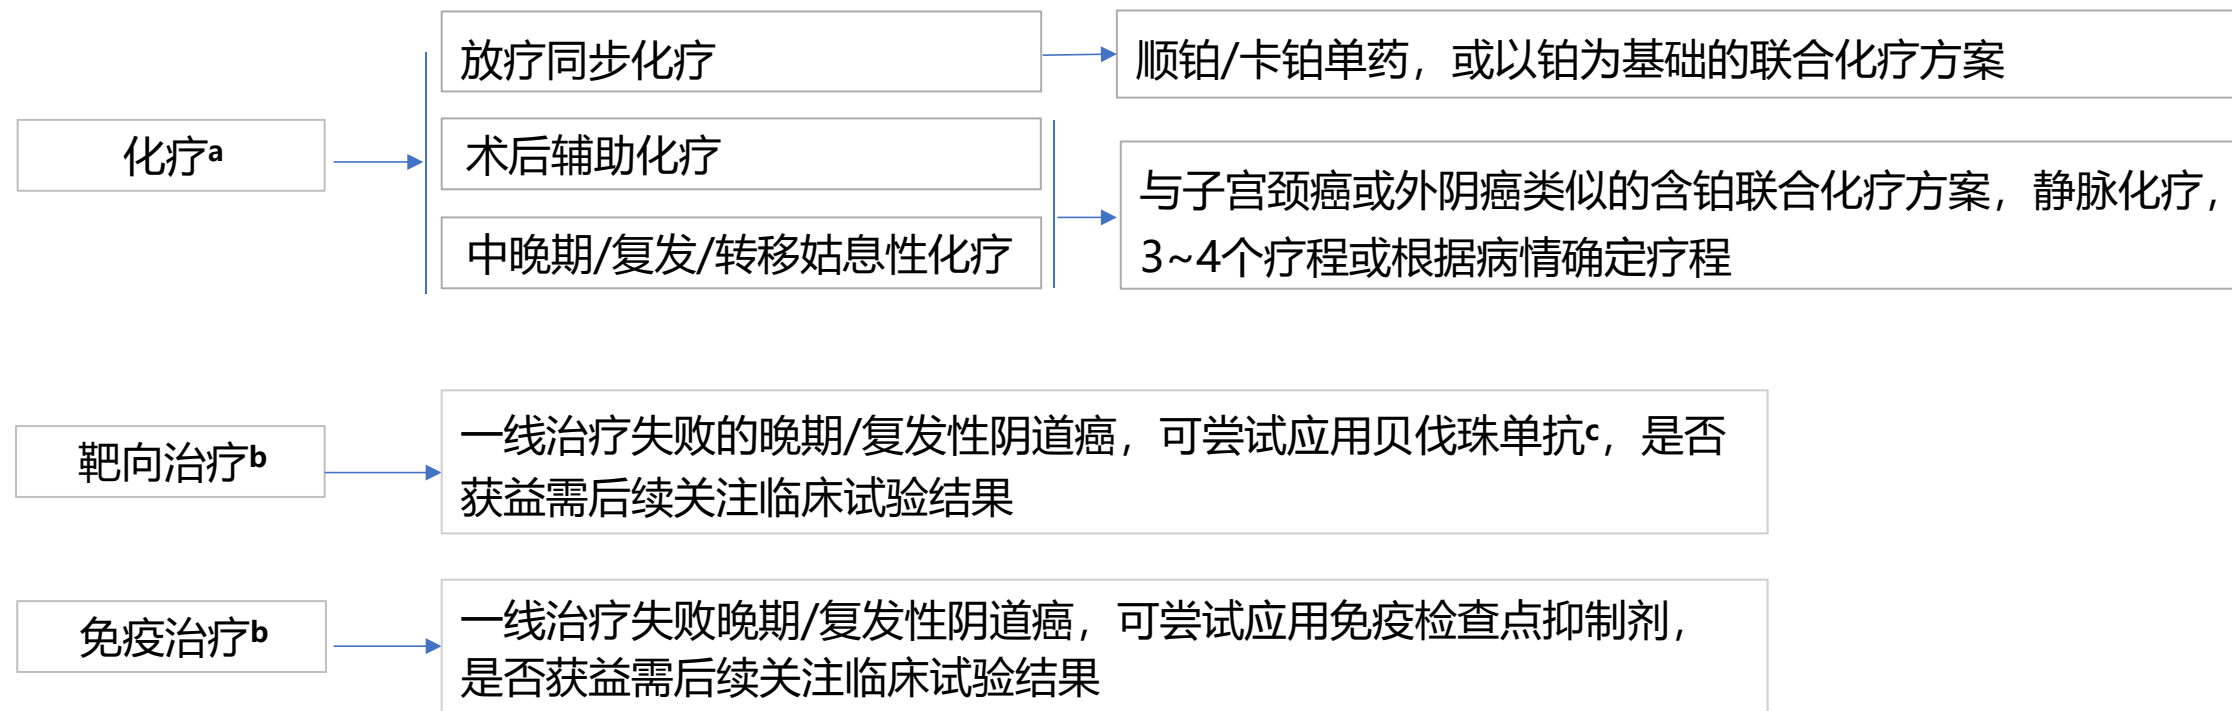 放疗同步化疗
顺铂/卡铂单药，或以铂为基础的联合化疗方案
化疗a
术后辅助化疗
中晚期/复发/转移姑息性化疗
与子宫颈癌或外阴癌类似的含铂联合化疗方案，静脉化疗，
3~4个疗程或根据病情确定疗程
靶向治疗b
一线治疗失败的晚期/复发性阴道癌，可尝试应用贝伐珠单抗c，是否
获益需后续关注临床试验结果
免疫治疗b
一线治疗失败晚期/复发性阴道癌，可尝试应用免疫检查点抑制剂，
是否获益需后续关注临床试验结果